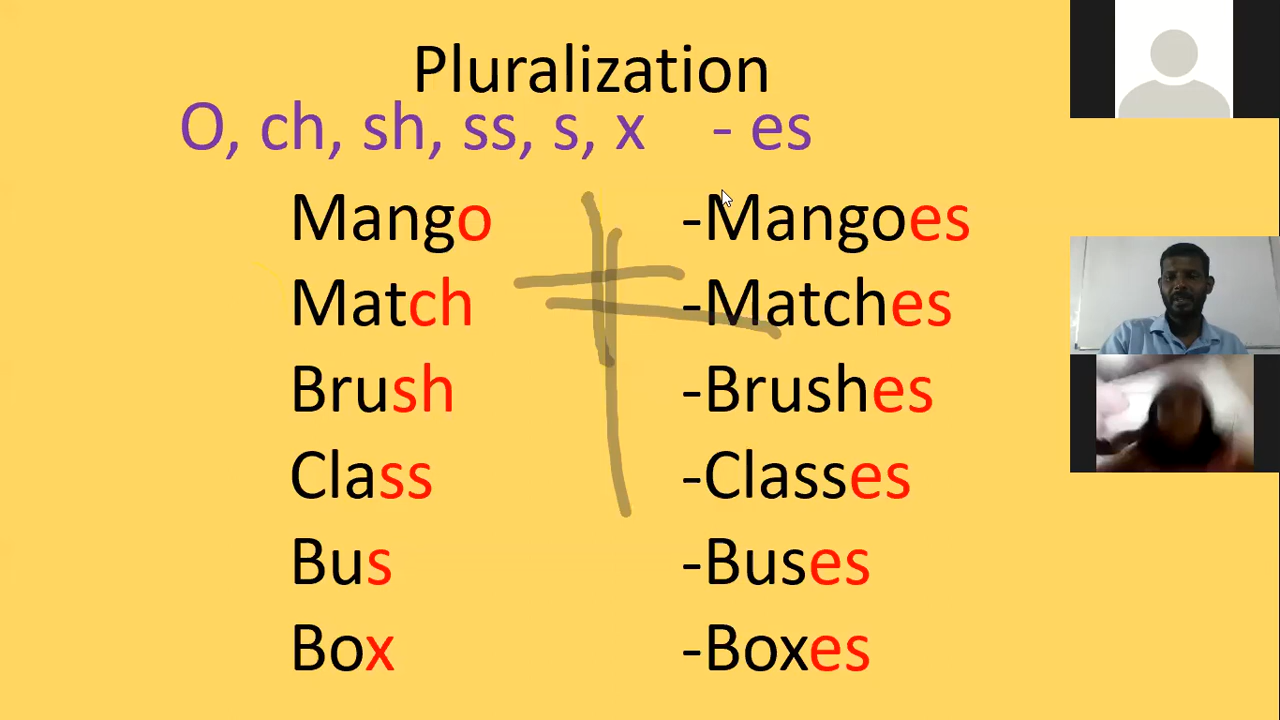 Pluralization
O, ch, sh, ss, s, x - es
Mango -Mangoes
Match -Matches
Brush -Brushes
Class -Classes
Bus -Buses
Box -Boxes